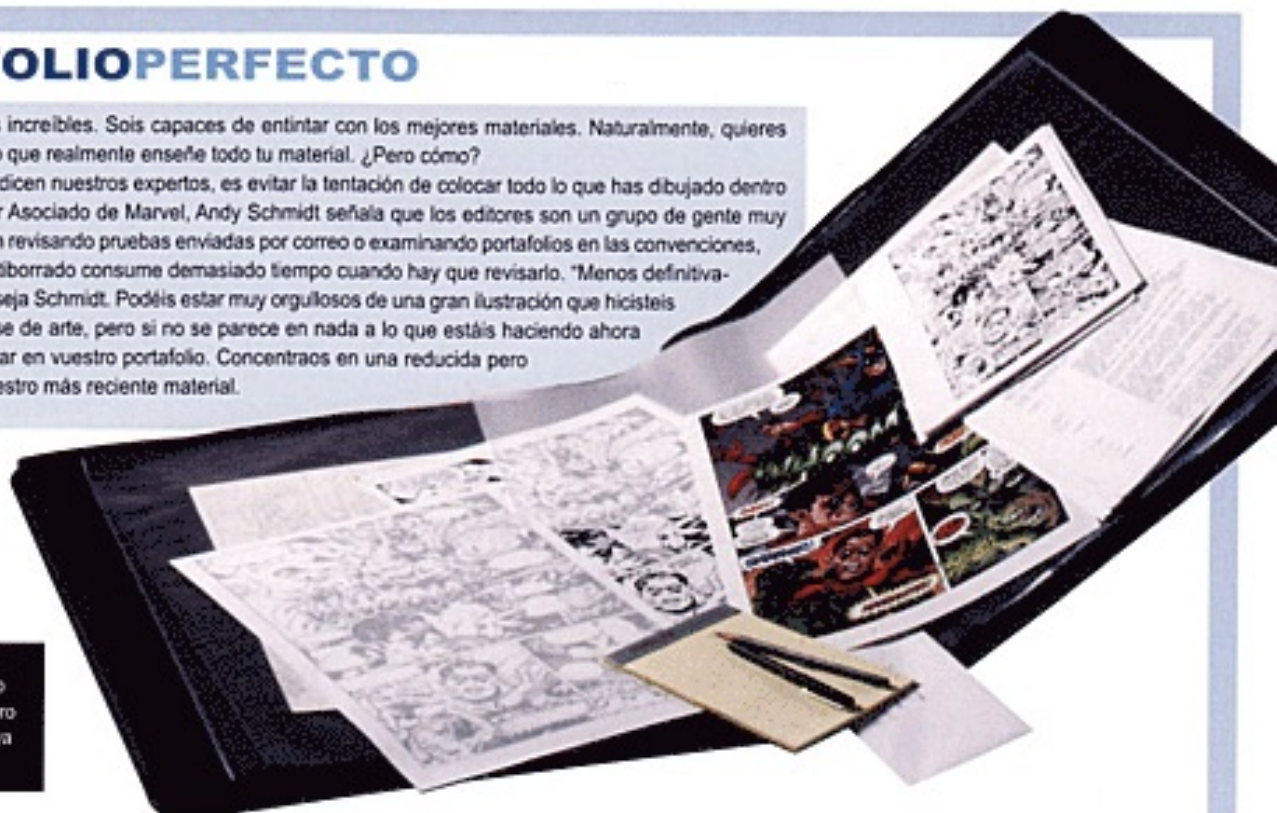 OLIOPERFECTO
s increíbles. Sois capaces de entintar con los mejores materiales. Naturalmente, quieres
o que realmente enseñe todo tu material. ¿Pero cómo?
dicen nuestros expertos, es evitar la tentación de colocar todo lo que has dibujado dentro
r Asociado de Marvel, Andy Schmidt señala que los editores son un grupo de gente muy
n revisando pruebas enviadas por correo o examinando portafolios en las convenciones,
tiborrado consume demasiado tiempo cuando hay que revisarlo. "Menos definitiva-
seja Schmidt. Podéis estar muy orgullosos de una gran ilustración que hicisteis
se de arte, pero si no se parece en nada a lo que estáis haciendo ahora
ar en vuestro portafolio. Concentraos en una reducida pero
estro más reciente material.
o
ro
a